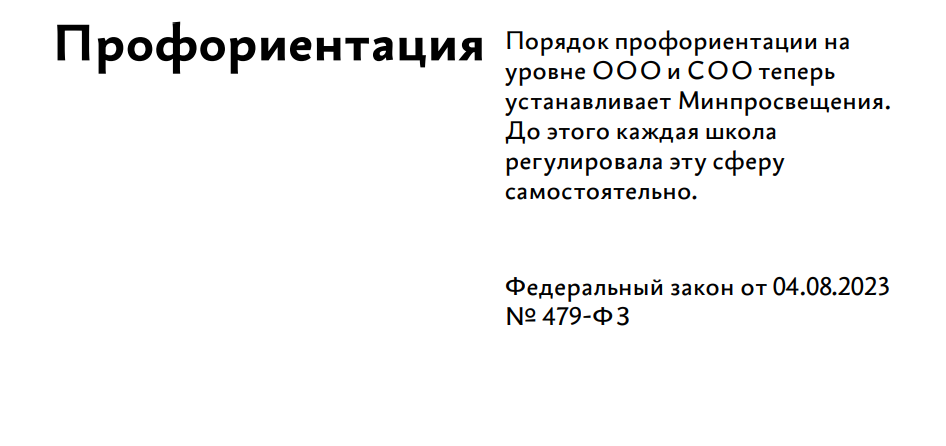 Профориентация
Порядок профориентации на
уровне ООО и СОО теперь
устанавливает Минпросвещения.
До этого каждая школа
регулировала эту сферу
самостоятельно.
Федеральный закон от 04.08.2023
№ 479-ФЗ